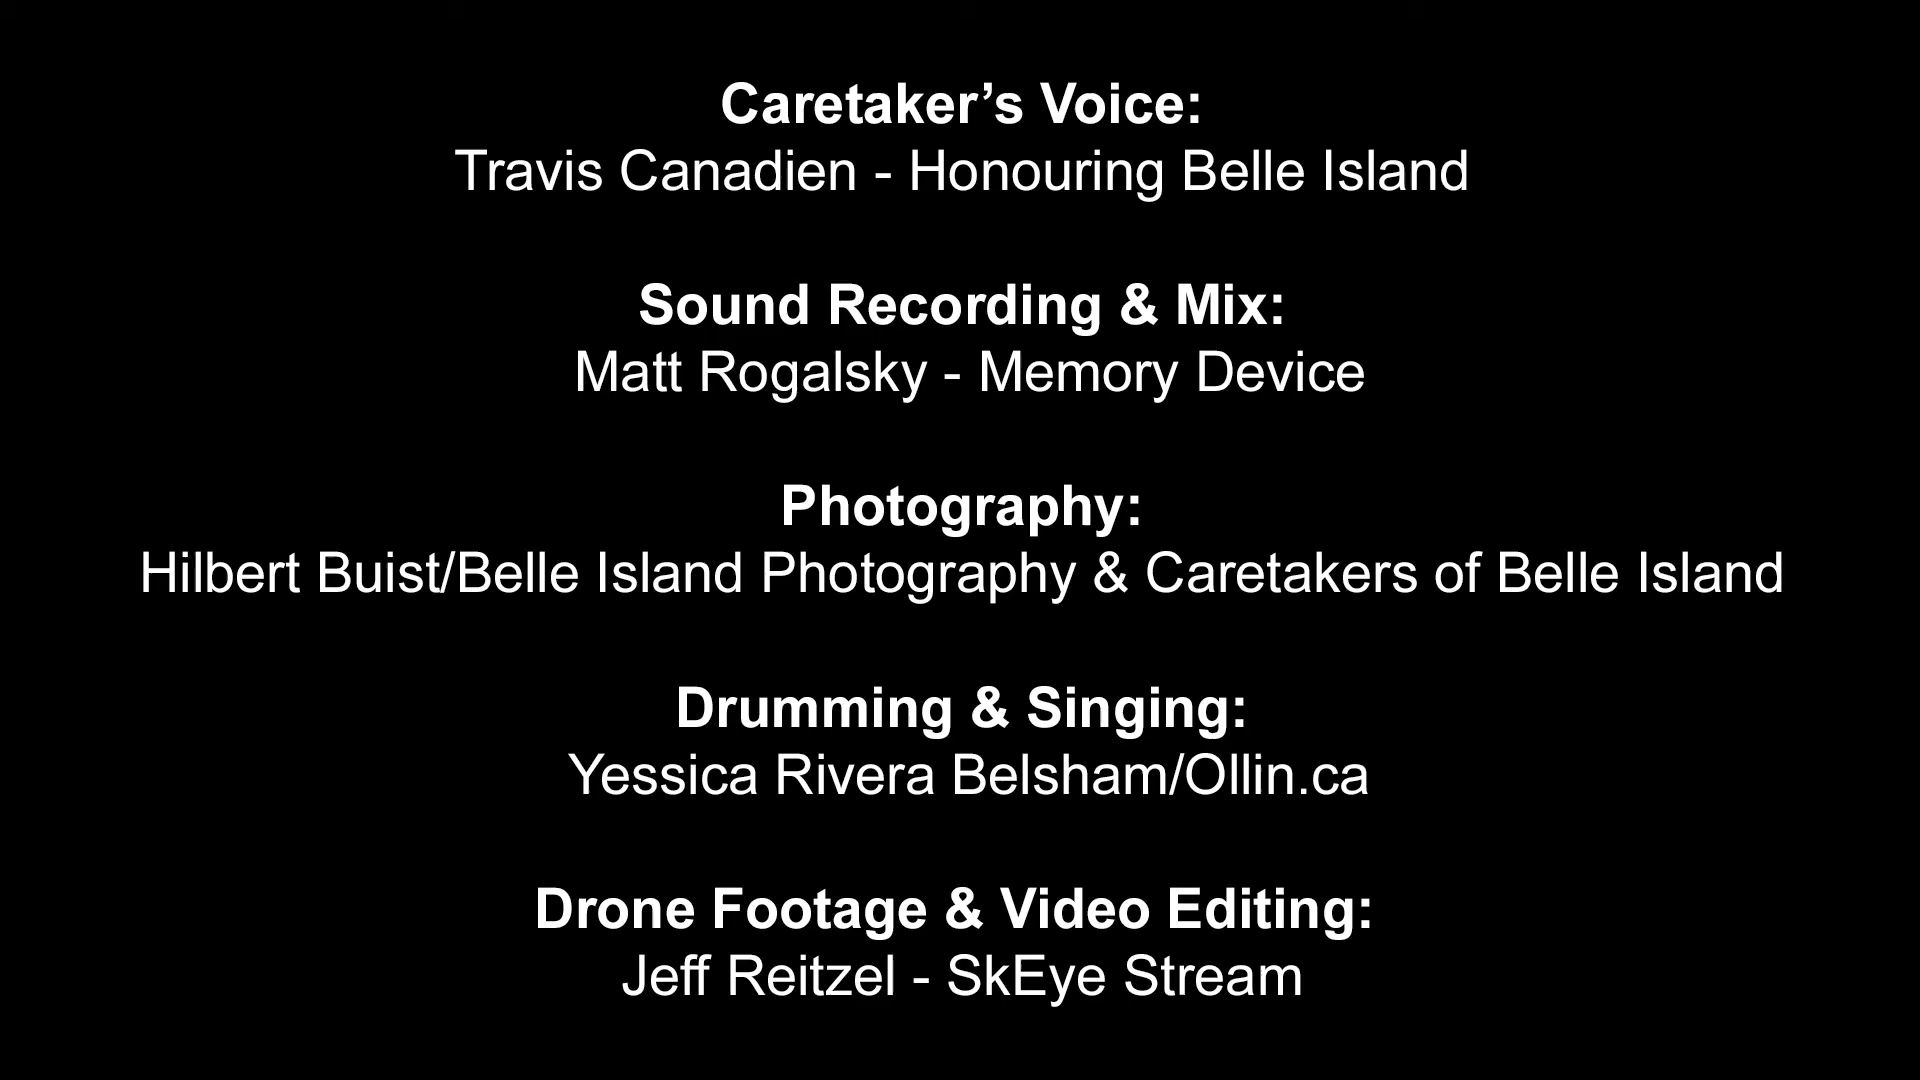 Caretaker’s Voice:
Travis Canadien - Honouring Belle Island
Sound Recording & Mix:
Matt Rogalsky - Memory Device
Photography:
Hilbert Buist/Belle Island Photography & Caretakers of Belle Island
Drumming & Singing:
Yessica Rivera Belsham/Ollin.ca
Drone Footage & Video Editing:
Jeff Reitzel - SkEye Stream